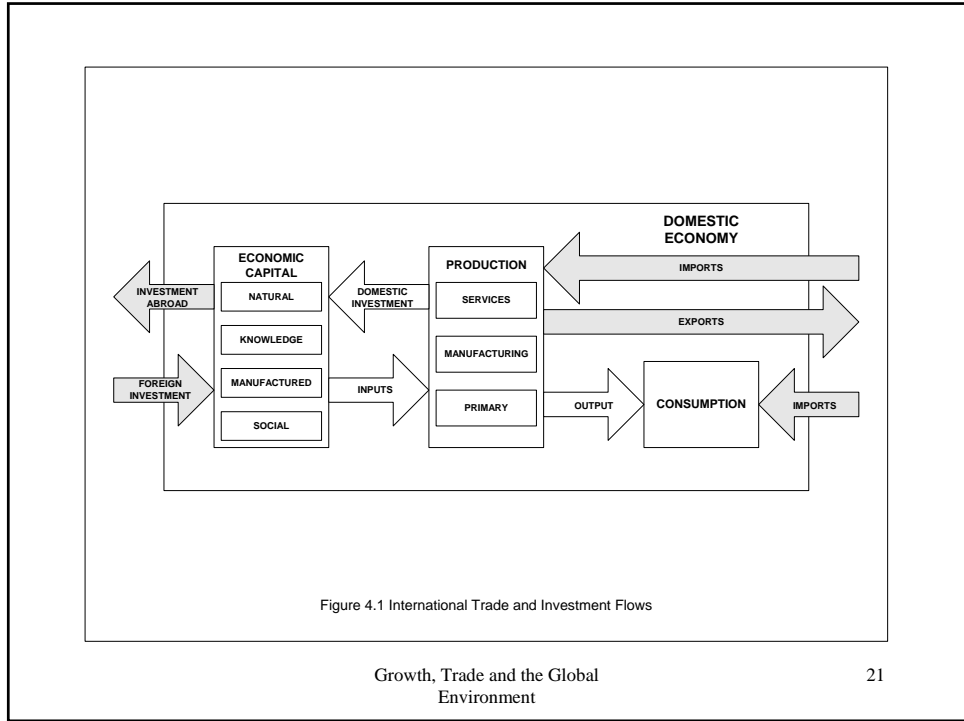 DOMESTIC
ECONOMY
ECONOMIC
CAPITAL
NATURAL
KNOWLEDGE
MANUFACTURED
SOCIAL
INVESTMENT
ABROAD
FOREIGN
INVESTMENT
DOMESTIC
INVESTMENT
INPUTS
PRODUCTION
SERVICES
MANUFACTURING
PRIMARY
IMPORTS
EXPORTS
OUTPUT
CONSUMPTION
IMPORTS
Figure 4.1 International Trade and Investment Flows
Growth, Trade and the Global
Environment
21